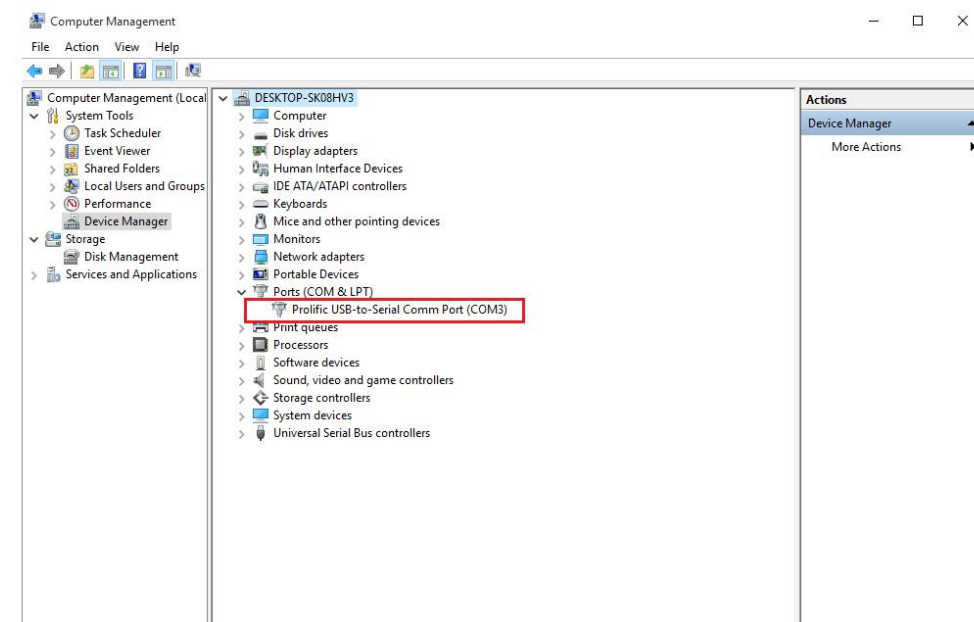 Computer Management
File Action View Help
Computer Management (Local
System Tools
Task Scheduler
Event Viewer
Shared Folders
Local Users and Groups
Performance
Device Manager
Storage
Disk Management
Services and Applications
DESKTOP-SK08HV3
Computer
Disk drives
Display adapters
Human Interface Devices
IDE ATA/ATAPI controllers
Keyboards
Mice and other pointing devices
Monitors
Network adapters
Portable Devices
Ports (COM & LPT)
Prolific USB-to-Serial Comm Port (COM3)
Print queues
Processors
Software devices
Sound, video and game controllers
Storage controllers
System devices
Universal Serial Bus controllers
Actions
Device Manager
More Actions